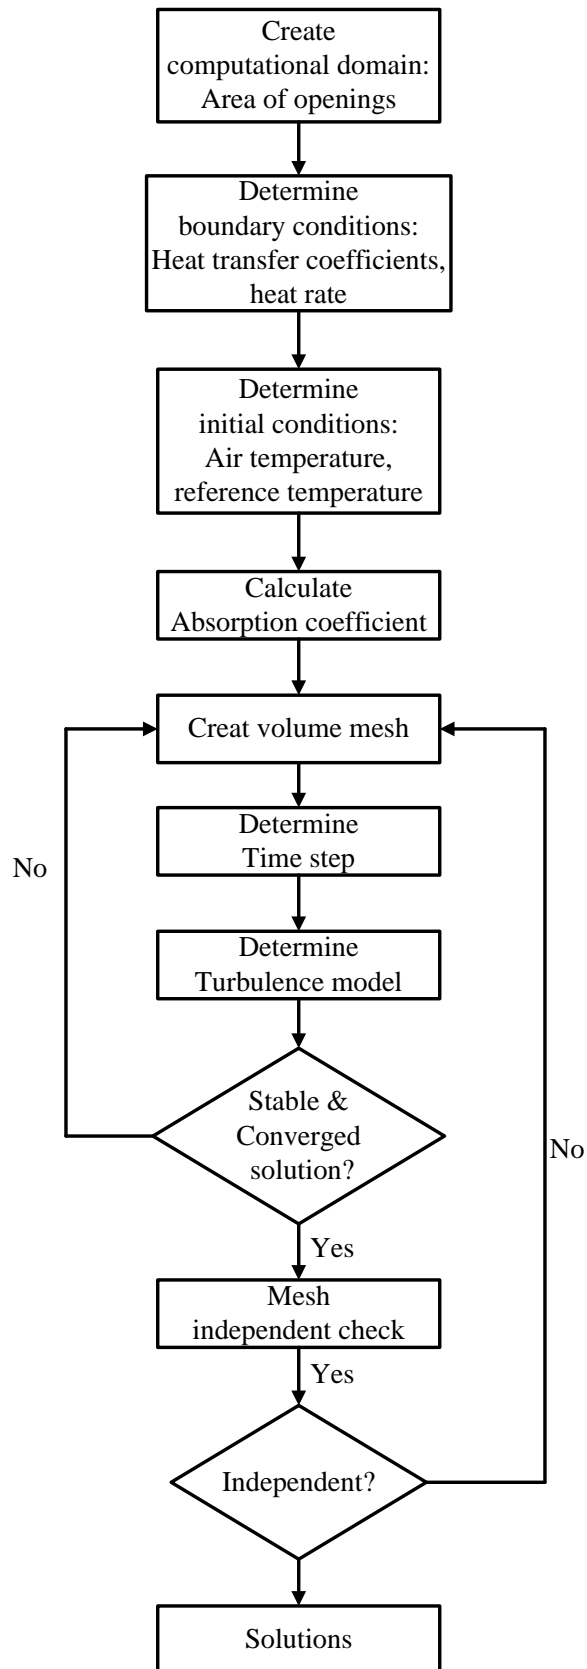 Create
computational domain:
Area of openings
Determine
boundary conditions:
Heat transfer coefficients,
heat rate
Determine
initial conditions:
Air temperature,
reference temperature
Calculate
Absorption coefficient
Creat volume mesh
Determine
Time step
No
Determine
Turbulence model
Stable &
Converged
solution?
No
Yes
Mesh
independent check
Yes
Independent?
Solutions